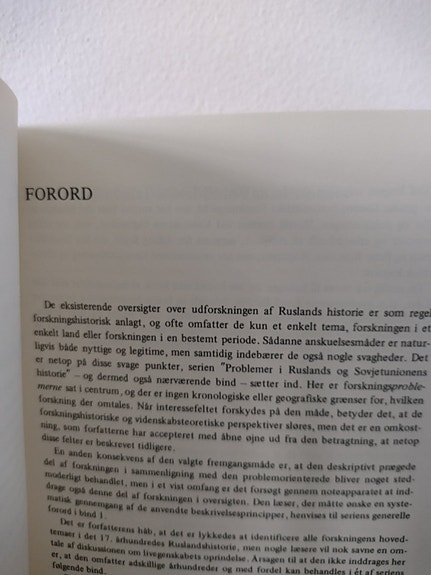 FORORD
De eksisterende oversigter over udforskningen af Ruslands historie er som regel
forskningshistorisk anlagt, og ofte omfatter de kun et enkelt tema, forskningen i et
enkelt land eller forskningen i en bestemt periode. Sådanne anskuelsesmåder er natur-
ligvis både nyttige og legitime, men samtidig indebærer de også nogle svagheder. Det
er netop på disse svage punkter, serien "Problemer i Ruslands og Sovjetunionens
historie" – og dermed også nærværende bind – sætter ind. Her er forskningsproble-
merne sat i centrum, og der er ingen kronologiske eller geografiske grænser for, hvilken
forskning der omtales. Når interessefeltet forskydes på den måde, betyder det, at de
forskningshistoriske og videnskabsteoretiske perspektiver sløres, men det er en omkost-
ning, som forfatterne har accepteret med åbne øjne ud fra den betragtning, at netop
disse felter er beskrevet tidligere.
En anden konsekvens af den valgte fremgangsmåde er, at den deskriptivt prægede
del af forskningen i sammenligning med den problemorienterede bliver noget sted-
moderligt behandlet, men i et vist omfang er det forsøgt gennem noteapparatet at ind-
drage også denne del af forskningen i oversigten. Den læser, der måtte ønske en syste-
matisk gennemgang af de anvendte beskrivelsesprincipper, henvises til seriens generelle
forord i bind 1.
Det er forfatterens håb, at det er lykkedes at identificere alle forskningens hoved-
temaer i det 17. århundredes Ruslandshistorie, men nogle læsere vil nok savne en om-
tale af diskussionen om livegenskabets oprindelse. Årsagen til at den ikke inddrages her
er, at den omfatter adskillige århundreder og med fordel kan behandles i ét af seriens
følgende bind.